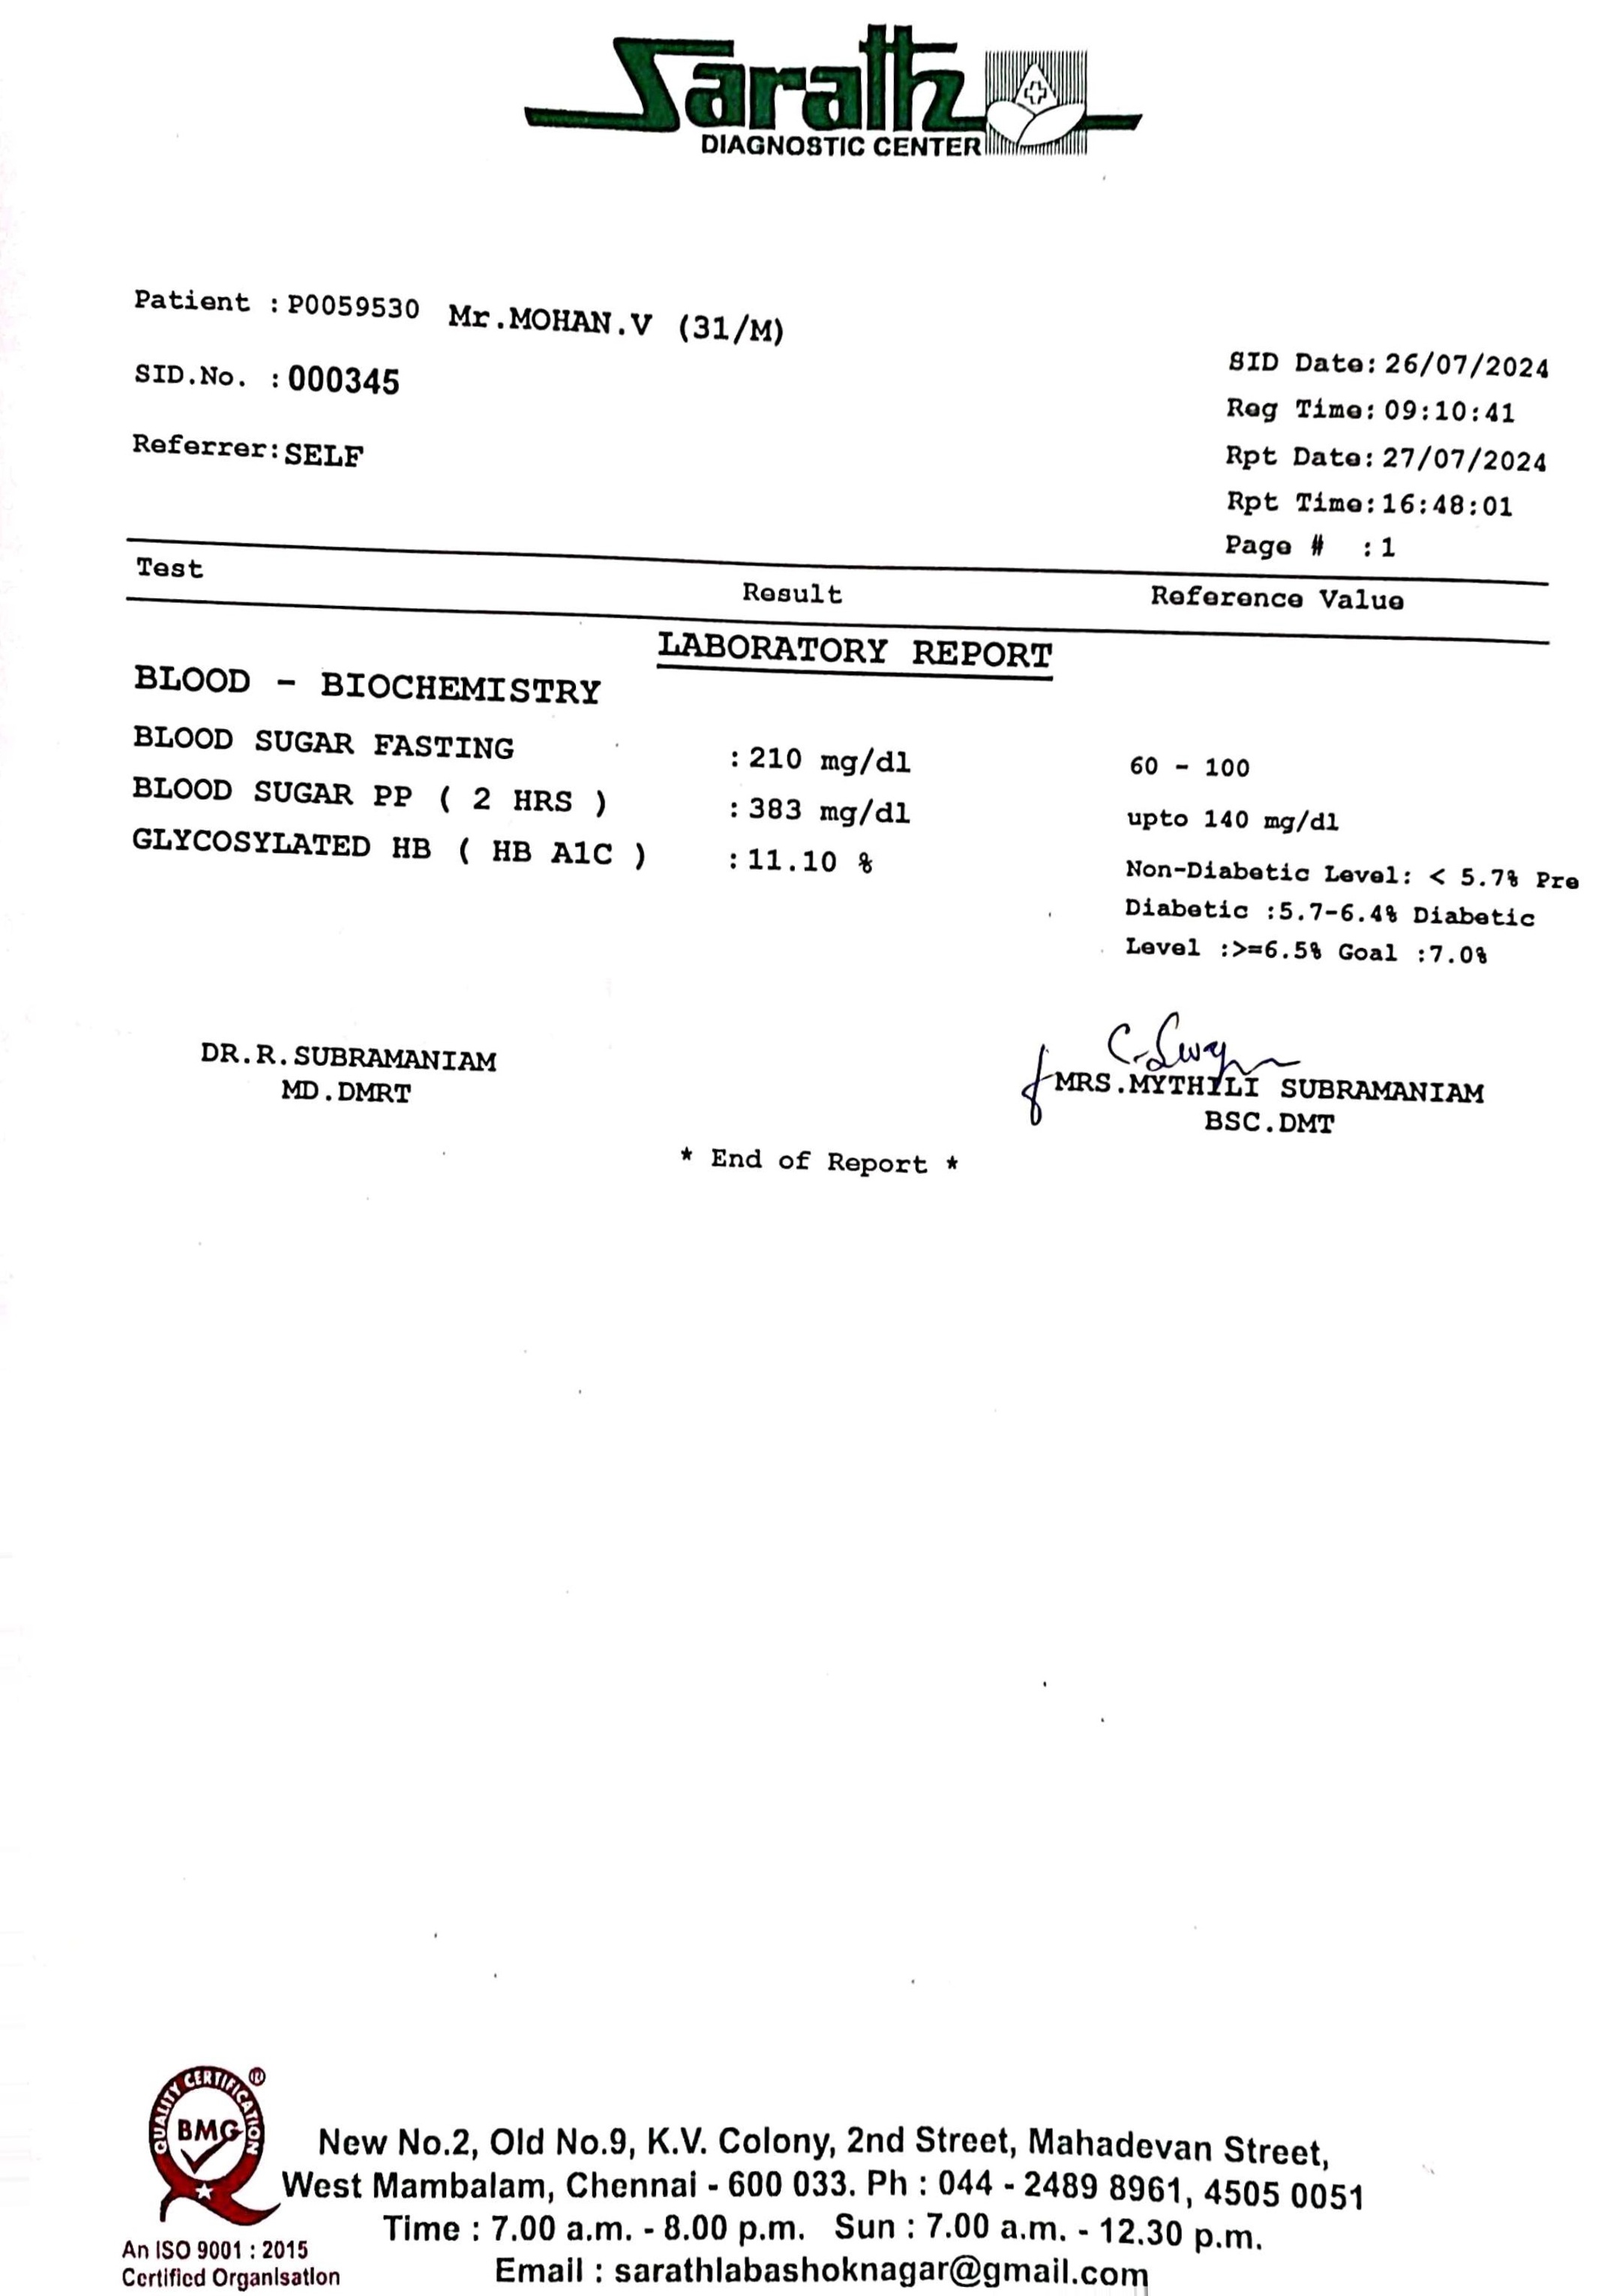 Sarath
DIAGNOSTIC CENTER
Patient : P0059530 Mr.MOHAN.V (31/M)
SID Date:26/07/2024
SID.No. :000345
Reg Time:09:10:41
Rpt Date:27/07/2024
Referrer:SELF
Rpt Time:16:48:01
Page # :1
Test Result Reference Value
LABORATORY REPORT
BLOOD - BIOCHEMISTRY
BLOOD SUGAR FASTING :210 mg/dl 60 - 100
BLOOD SUGAR PP ( 2 HRS ) :383 mg/dl upto 140 mg/dl
GLYCOSYLATED HB ( HB A1C ) :11.10 % Non-Diabetic Level: < 5.7% Pre
Diabetic :5.7-6.4% Diabetic
Level :>=6.5% Goal :7.0%
DR.R.SUBRAMANIAM MRS.MYTHILI SUBRAMANIAM
MD.DMRT BSC.DMT
* End of Report *
QUALITY CERTIFICATION
BMG
An ISO 9001 : 2015
Certified Organisation
New No.2, Old No.9, K.V. Colony, 2nd Street, Mahadevan Street,
West Mambalam, Chennai - 600 033. Ph : 044 - 2489 8961, 4505 0051
Time : 7.00 a.m. - 8.00 p.m. Sun : 7.00 a.m. - 12.30 p.m.
Email : sarathlabashoknagar@gmail.com